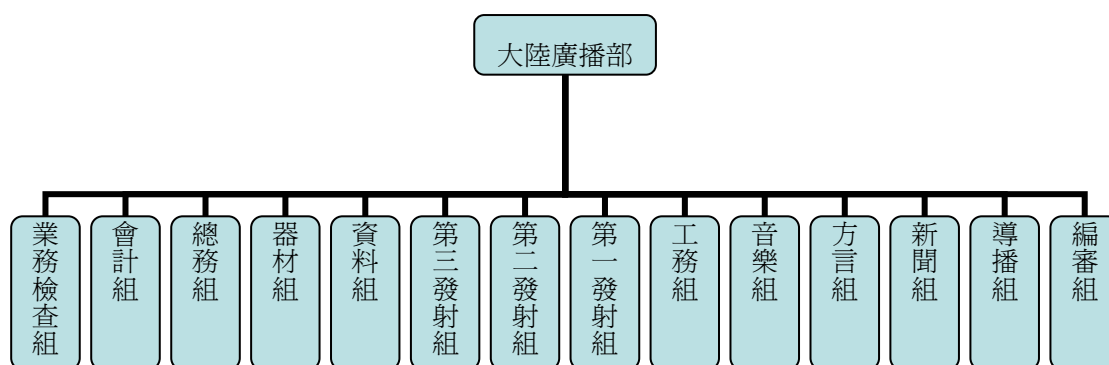 大陸廣播部
編審組
導播組
新聞組
方言組
音樂組
工務組
第一發射組
第二發射組
第三發射組
資料組
器材組
總務組
會計組
業務檢查組